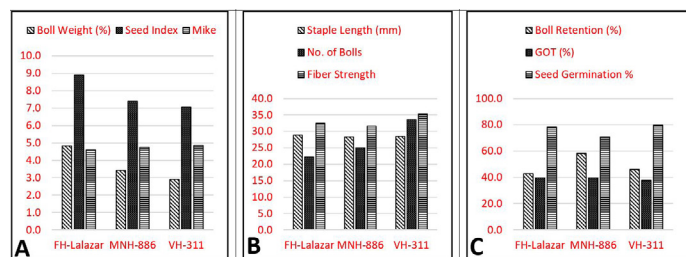 Boll Weight (%) Seed Index Mike
10.0
9.0
8.0
7.0
6.0
5.0
4.0
3.0
2.0
1.0
0.0
FH-Lalazar MNH-886 VH-311
A
Staple Length (mm)
No. of Bolls
Fiber Strength
40.0
35.0
30.0
25.0
20.0
15.0
10.0
5.0
0.0
FH-Lalazar MNH-886 VH-311
B
Boll Retention (%)
GOT (%)
Seed Germination %
100.0
80.0
60.0
40.0
20.0
0.0
FH-Lalazar MNH-886 VH-311
C